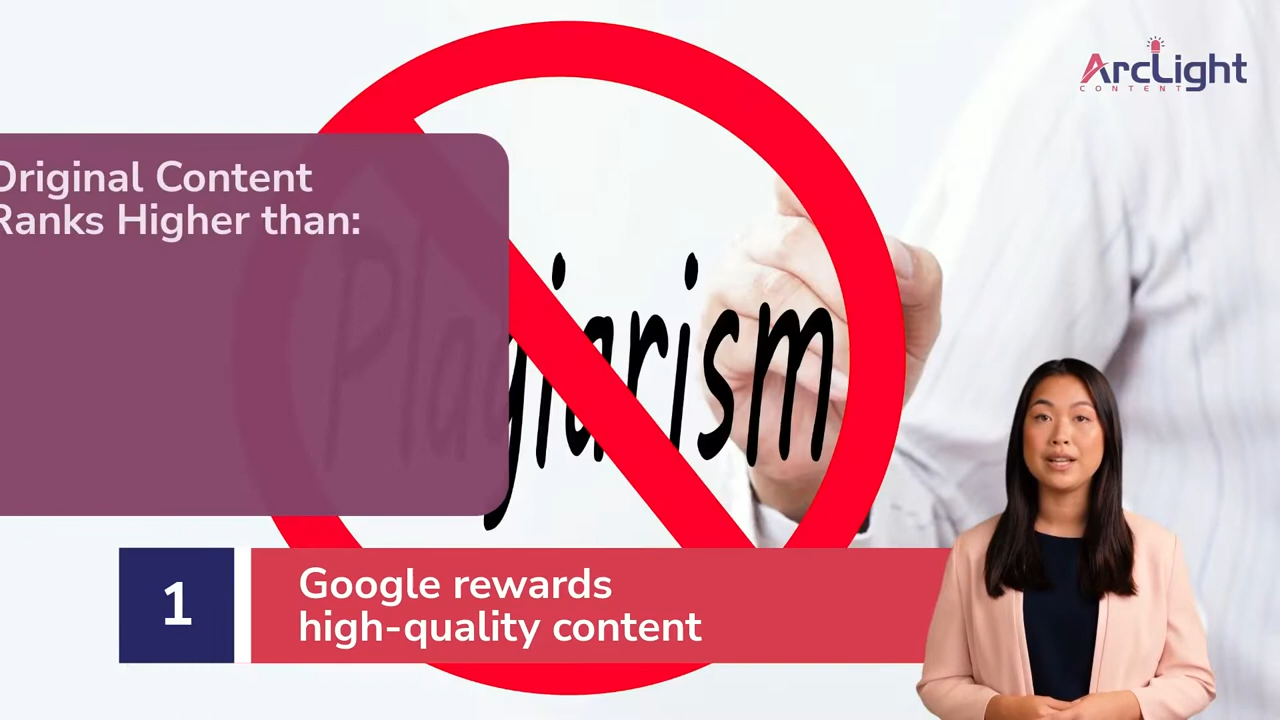 ArcLight
CONTENT
Original Content
Ranks Higher than:
Plagiarism
1
Google rewards
high-quality content